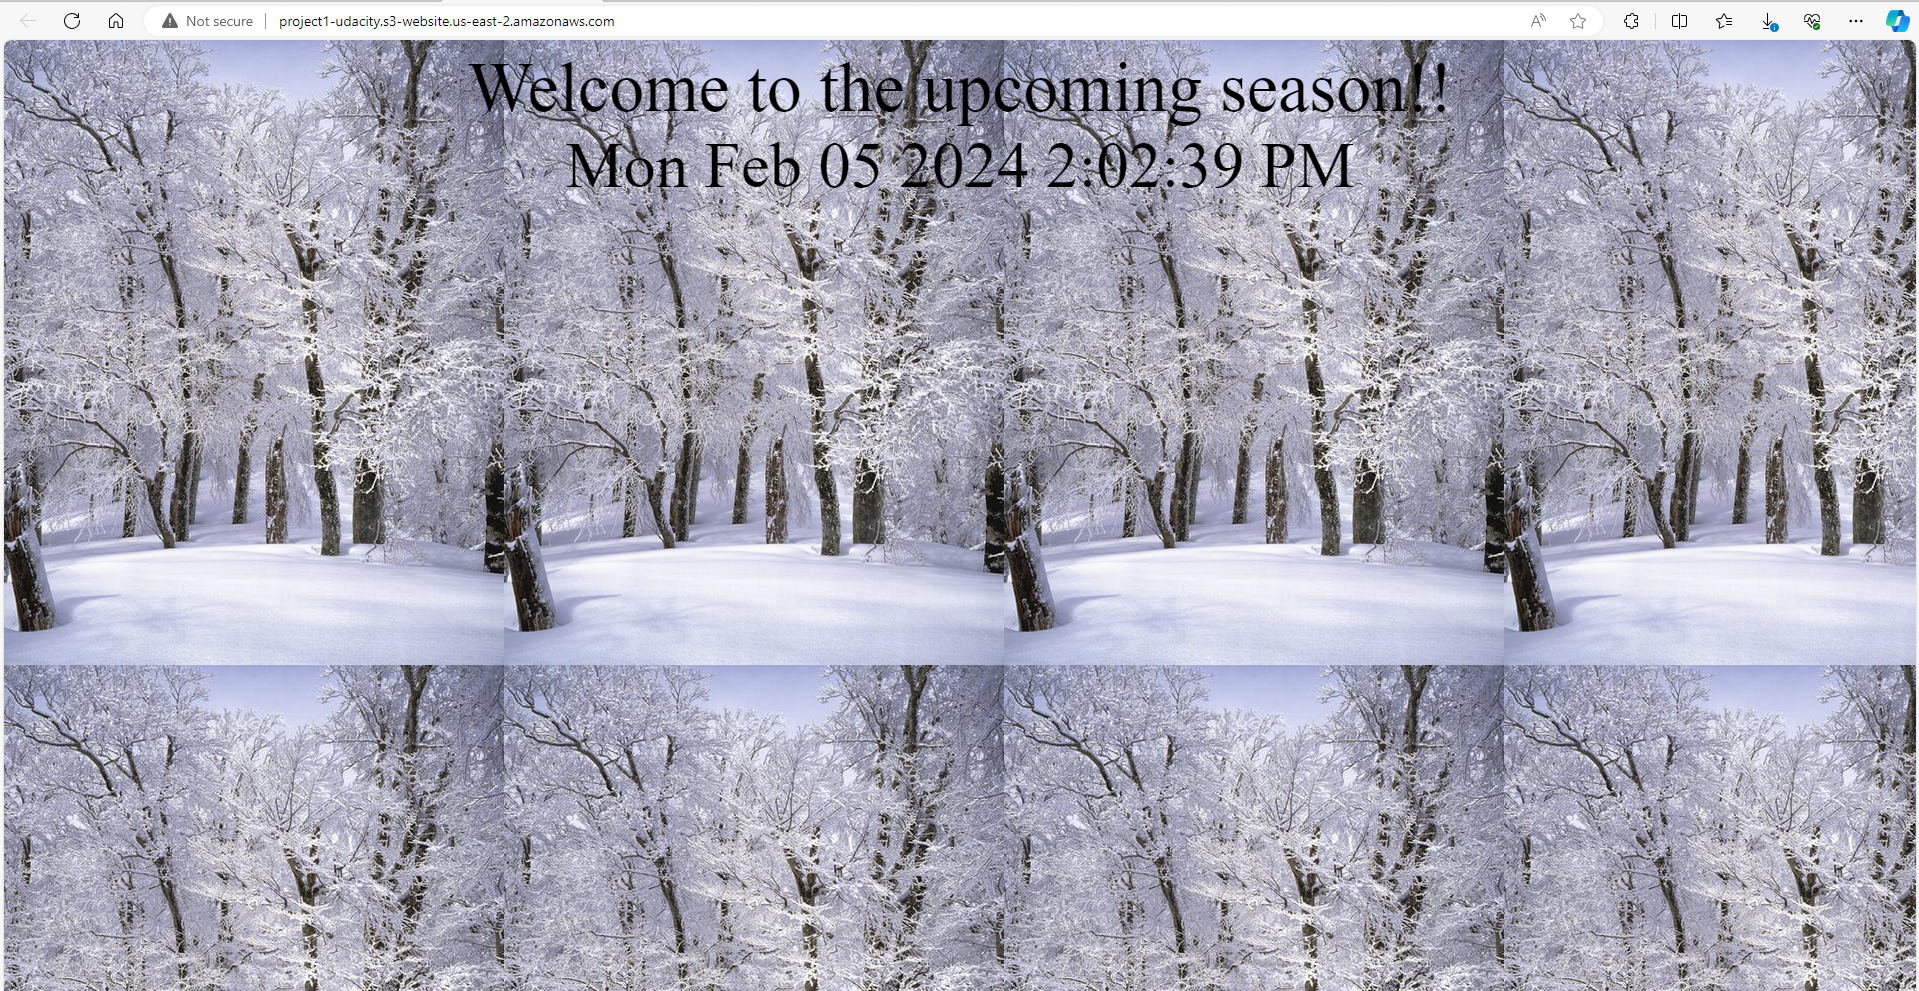 Not secure
project1-udacity.s3-website.us-east-2.amazonaws.com
Welcome to the upcoming season!!
Mon Feb 05 2024 2:02:39 PM